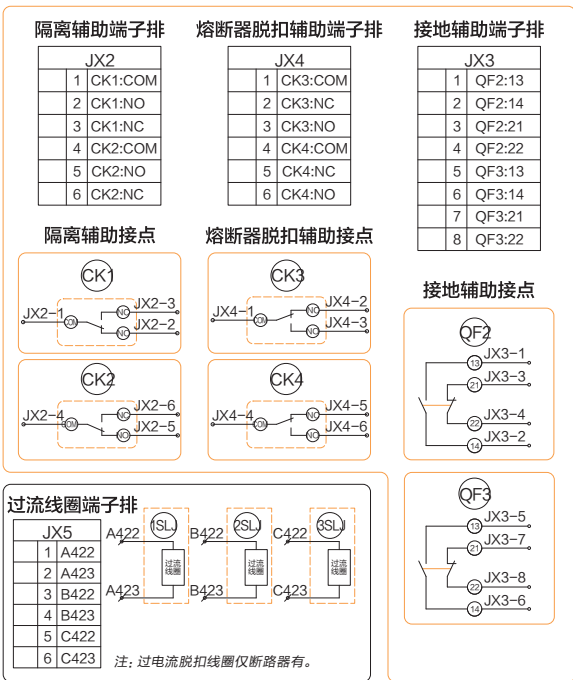 隔离辅助端子排
JX2
1 CK1:COM
2 CK1:NO
3 CK1:NC
4 CK2:COM
5 CK2:NO
6 CK2:NC
熔断器脱扣辅助端子排
JX4
1 CK3:COM
2 CK3:NC
3 CK3:NO
4 CK4:COM
5 CK4:NC
6 CK4:NO
接地辅助端子排
JX3
1 QF2:13
2 QF2:14
3 QF2:21
4 QF2:22
5 QF3:13
6 QF3:14
7 QF3:21
8 QF3:22
隔离辅助接点
CK1
JX2-1 COM NO JX2-3
NO JX2-2
CK2
JX2-4 COM NO JX2-6
NO JX2-5
熔断器脱扣辅助接点
CK3
JX4-1 COM NO JX4-2
NO JX4-3
CK4
JX4-4 COM NO JX4-5
NO JX4-6
接地辅助接点
QF2
13 JX3-1
21 JX3-3
22 JX3-4
14 JX3-2
QF3
13 JX3-5
21 JX3-7
22 JX3-8
14 JX3-6
过流线圈端子排
JX5
1 A422
2 A423
3 B422
4 B423
5 C422
6 C423
1SLJ
A422
过流
线圈
A423
2SLJ
B422
过流
线圈
B423
3SLJ
C422
过流
线圈
C423
注：过电流脱扣线圈仅断路器有。